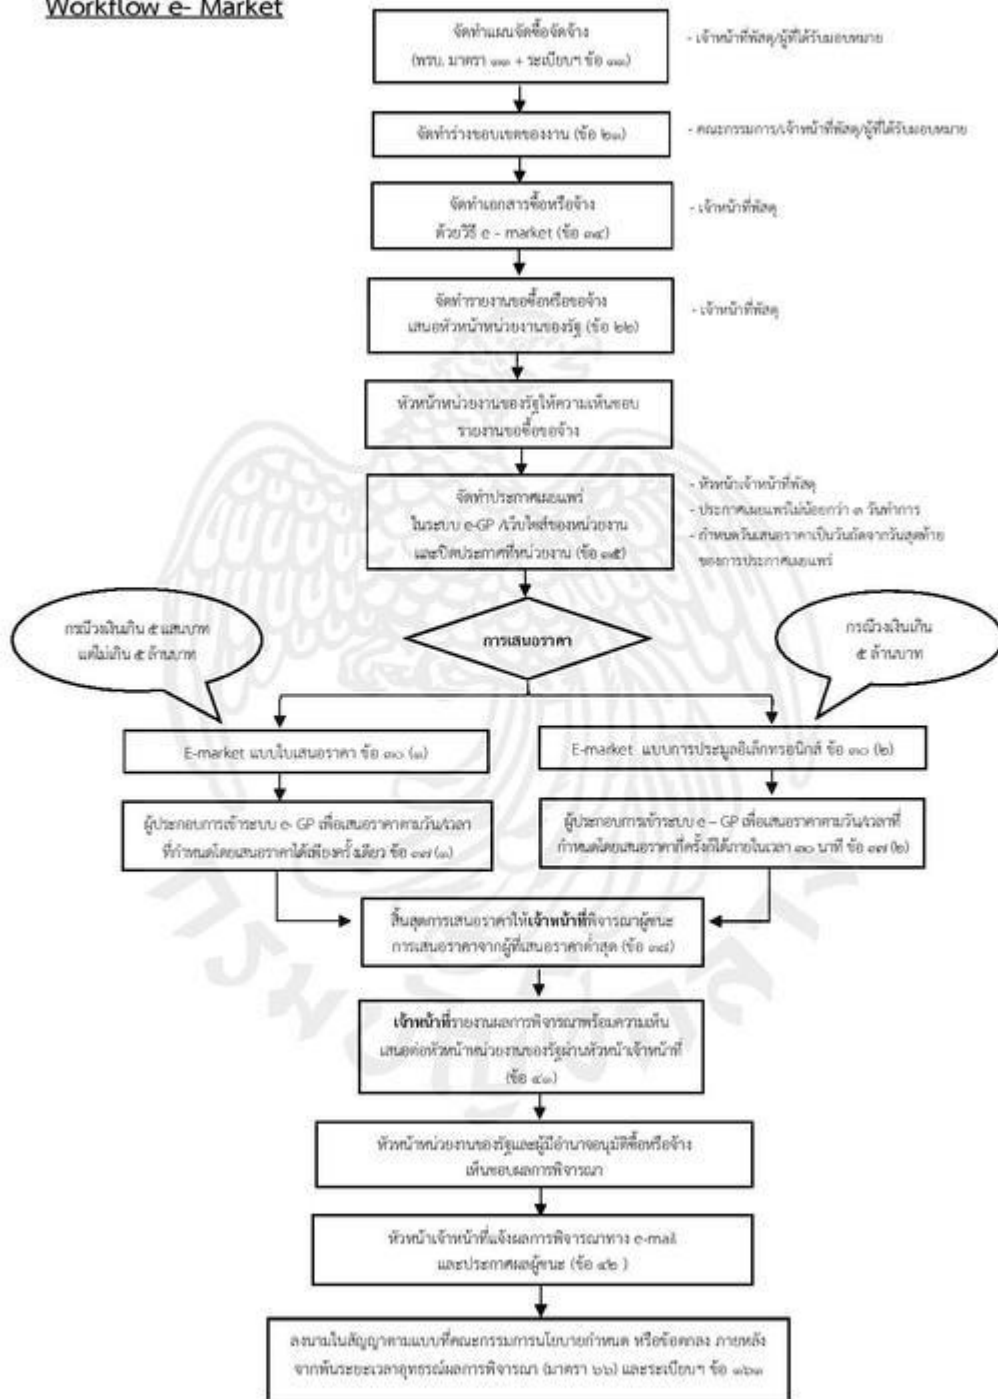 Workflow e- Market
จัดทำแผนจัดซื้อจัดจ้าง
(พรบ. มาตรา ๑๑ + ระเบียบฯ ข้อ ๑๑)
- เจ้าหน้าที่พัสดุ/ผู้ที่ได้รับมอบหมาย
จัดทำร่างขอบเขตของงาน (ข้อ ๒๑)
- คณะกรรมการ/เจ้าหน้าที่พัสดุ/ผู้ที่ได้รับมอบหมาย
จัดทำเอกสารซื้อหรือจ้าง
ด้วยวิธี e - market (ข้อ ๓๔)
- เจ้าหน้าที่พัสดุ
จัดทำรายงานขอซื้อหรือขอจ้าง
เสนอหัวหน้าหน่วยงานของรัฐ (ข้อ ๒๒)
- เจ้าหน้าที่พัสดุ
หัวหน้าหน่วยงานของรัฐให้ความเห็นชอบ
รายงานขอซื้อขอจ้าง
จัดทำประกาศเผยแพร่
ในระบบ e-GP /เว็บไซส์ของหน่วยงาน
และปิดประกาศที่หน่วยงาน (ข้อ ๓๕)
- หัวหน้าเจ้าหน้าที่พัสดุ
- ประกาศเผยแพร่ไม่น้อยกว่า ๓ วันทำการ
- กำหนดวันเสนอราคาเป็นวันถัดจากวันสุดท้าย
ของการประกาศเผยแพร่
การเสนอราคา
กรณีวงเงินเกิน ๕ แสนบาท
แต่ไม่เกิน ๕ ล้านบาท
กรณีวงเงินเกิน
๕ ล้านบาท
E-market แบบใบเสนอราคา ข้อ ๓๐ (๑)
E-market แบบการประมูลอิเล็กทรอนิกส์ ข้อ ๓๐ (๒)
ผู้ประกอบการเข้าระบบ e- GP เพื่อเสนอราคาตามวัน/เวลา
ที่กำหนดโดยเสนอราคาได้เพียงครั้งเดียว ข้อ ๓๗ (๑)
ผู้ประกอบการเข้าระบบ e – GP เพื่อเสนอราคาตามวัน/เวลาที่
กำหนดโดยเสนอราคากี่ครั้งก็ได้ภายในเวลา ๓๐ นาที ข้อ ๓๗ (๒)
สิ้นสุดการเสนอราคาให้เจ้าหน้าที่พิจารณาผู้ชนะ
การเสนอราคาจากผู้ที่เสนอราคาต่ำสุด (ข้อ ๓๘)
เจ้าหน้าที่รายงานผลการพิจารณาพร้อมความเห็น
เสนอต่อหัวหน้าหน่วยงานของรัฐผ่านหัวหน้าเจ้าหน้าที่
(ข้อ ๔๑)
หัวหน้าหน่วยงานของรัฐและผู้มีอำนาจอนุมัติซื้อหรือจ้าง
เห็นชอบผลการพิจารณา
หัวหน้าเจ้าหน้าที่แจ้งผลการพิจารณาทาง e-mail
และประกาศผลผู้ชนะ (ข้อ ๔๒ )
ลงนามในสัญญาตามแบบที่คณะกรรมการนโยบายกำหนด หรือข้อตกลง ภายหลัง
จากพ้นระยะเวลาอุทธรณ์ผลการพิจารณา (มาตรา ๖๖) และระเบียบฯ ข้อ ๑๖๑